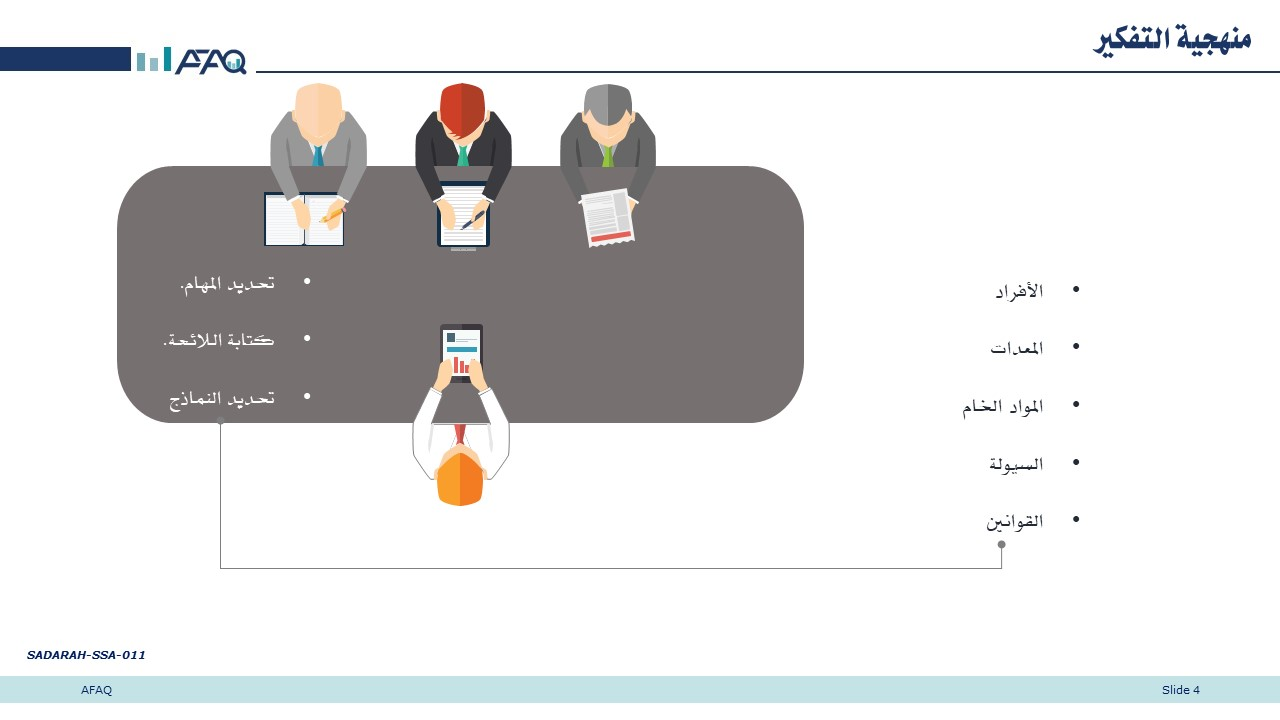 منهجية التفكير
AFAQ
• الأفراد
• المعدات
• المواد الخام
• السيولة
• القوانين
• تحديد المهام.
• كتابة اللائحة.
• تحديد النماذج
SADARAH-SSA-011
AFAQ
Slide 4